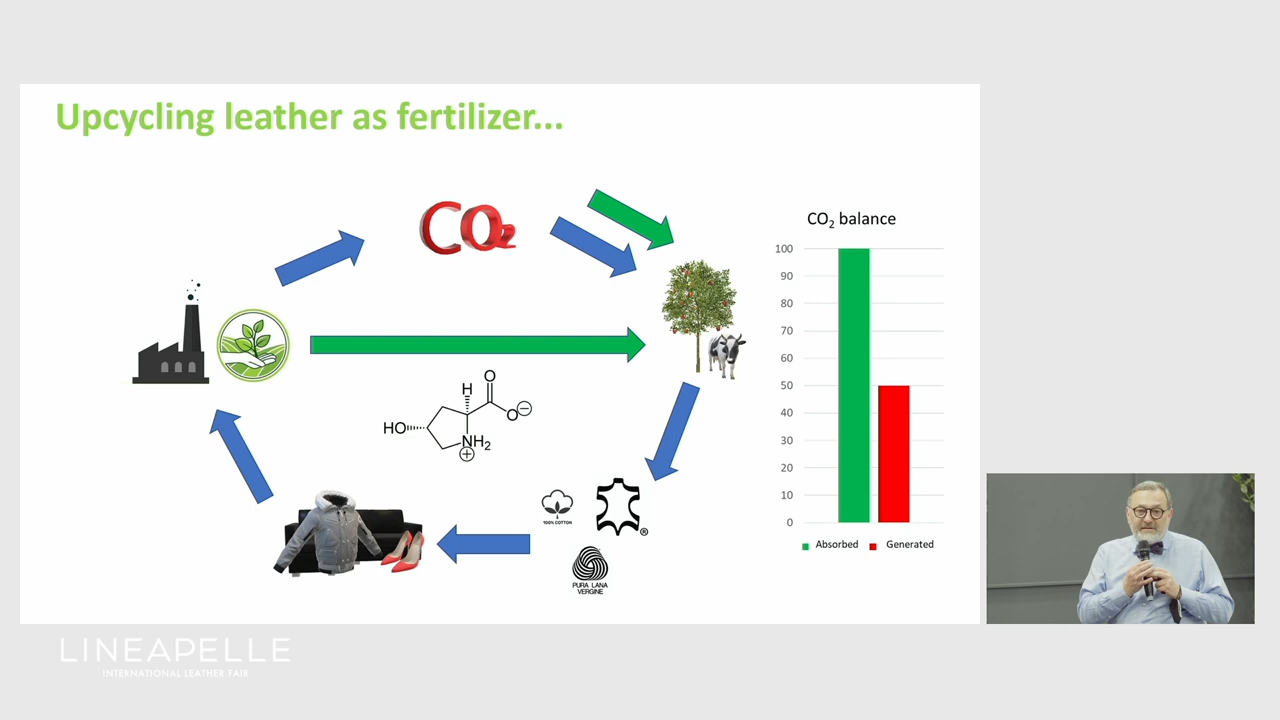 Upcycling leather as fertilizer...
CO2
CO₂ balance
100
90
80
70
60
50
40
30
20
10
0
Absorbed
Generated
H
O
O
HO
NH2
100% COTTON
®
PURA LANA
VERGINE
LINEAPELLE
INTERNATIONAL LEATHER FAIR